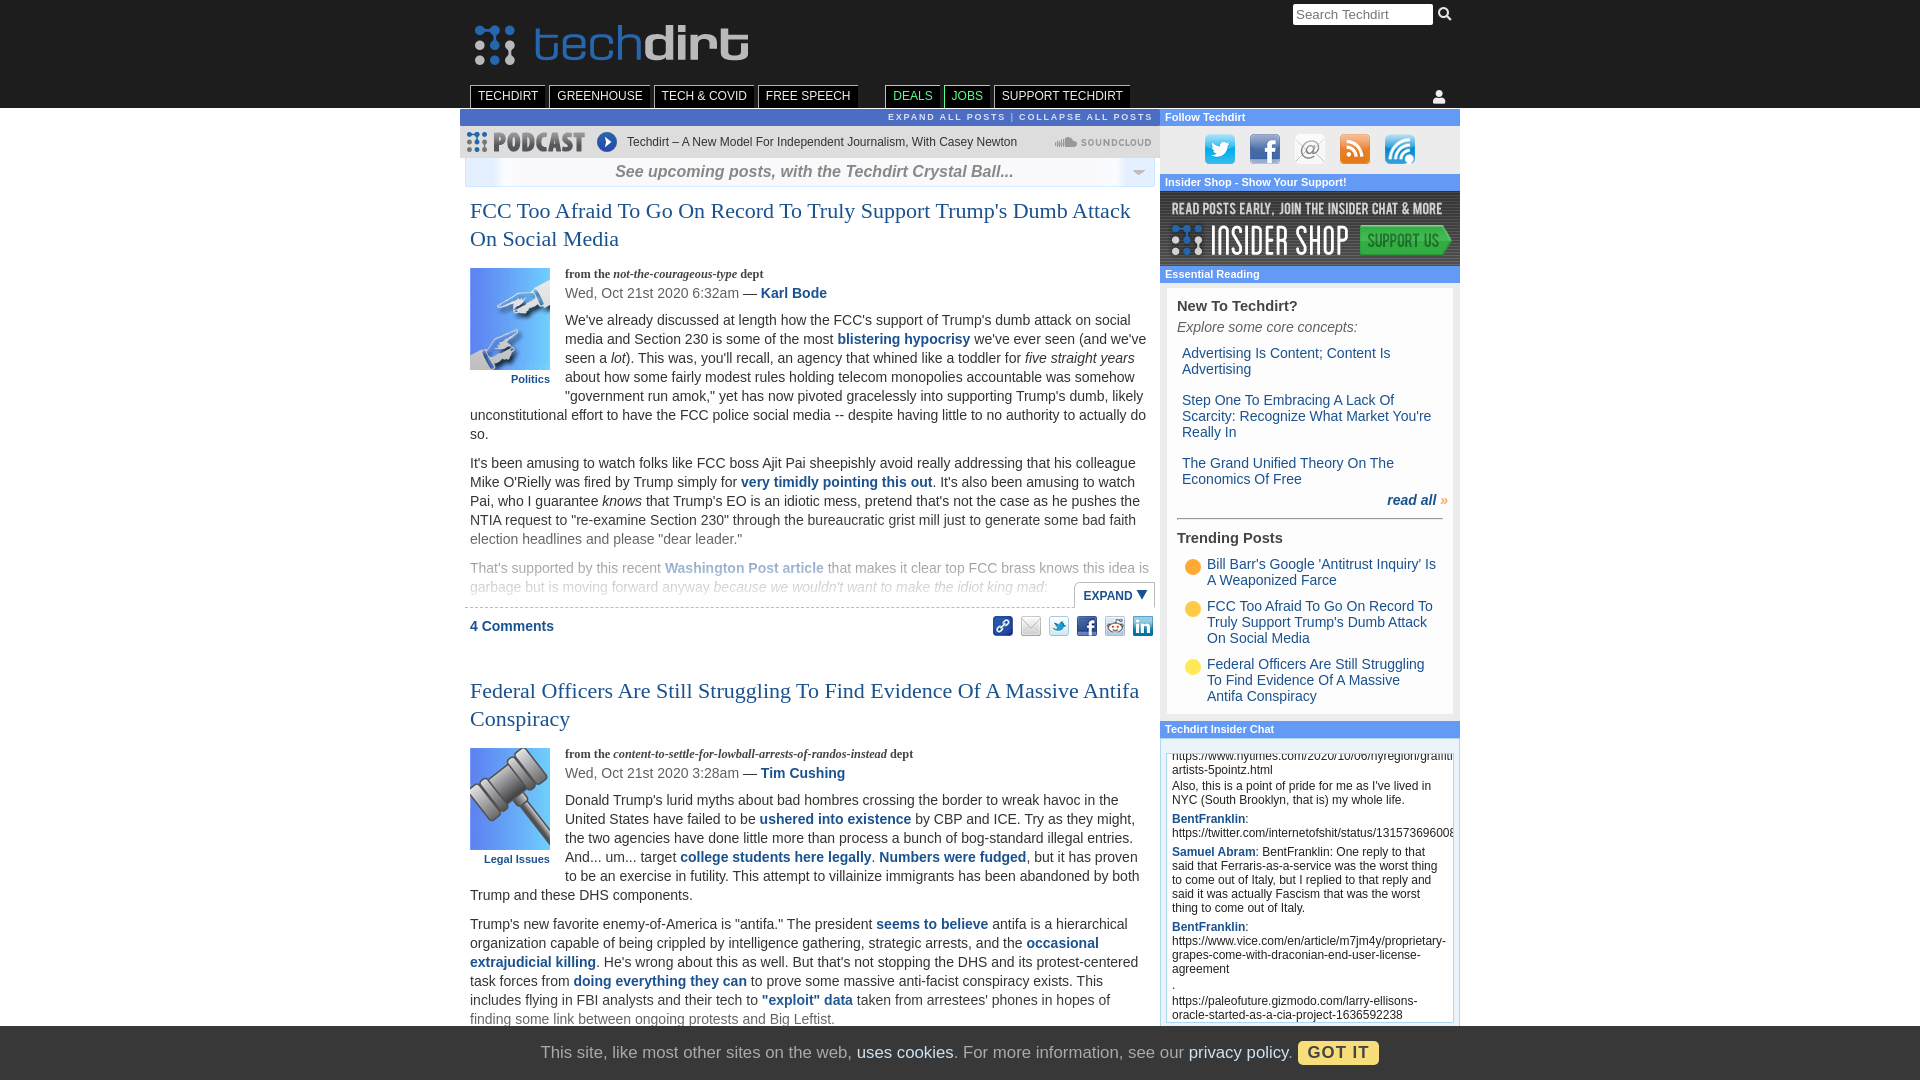 Search Techdirt
techdirt
TECHDIRT GREENHOUSE TECH & COVID FREE SPEECH DEALS JOBS SUPPORT TECHDIRT
EXPAND ALL POSTS | COLLAPSE ALL POSTS
PODCAST Techdirt – A New Model For Independent Journalism, With Casey Newton SOUNDCLOUD
See upcoming posts, with the Techdirt Crystal Ball...
FCC Too Afraid To Go On Record To Truly Support Trump's Dumb Attack
On Social Media
from the not-the-courageous-type dept
Wed, Oct 21st 2020 6:32am — Karl Bode
Politics
We've already discussed at length how the FCC's support of Trump's dumb attack on social
media and Section 230 is some of the most blistering hypocrisy we've ever seen (and we've
seen a lot). This was, you'll recall, an agency that whined like a toddler for five straight years
about how some fairly modest rules holding telecom monopolies accountable was somehow
"government run amok," yet has now pivoted gracelessly into supporting Trump's dumb, likely
unconstitutional effort to have the FCC police social media -- despite having little to no authority to actually do
so.
It's been amusing to watch folks like FCC boss Ajit Pai sheepishly avoid really addressing that his colleague
Mike O'Rielly was fired by Trump simply for very timidly pointing this out. It's also been amusing to watch
Pai, who I guarantee knows that Trump's EO is an idiotic mess, pretend that's not the case as he pushes the
NTIA request to "re-examine Section 230" through the bureaucratic grist mill just to generate some bad faith
election headlines and please "dear leader."
That's supported by this recent Washington Post article that makes it clear top FCC brass knows this idea is
garbage but is moving forward anyway because we wouldn't want to make the idiot king mad:
EXPAND
4 Comments
Federal Officers Are Still Struggling To Find Evidence Of A Massive Antifa
Conspiracy
from the content-to-settle-for-lowball-arrests-of-randos-instead dept
Wed, Oct 21st 2020 3:28am — Tim Cushing
Legal Issues
Donald Trump's lurid myths about bad hombres crossing the border to wreak havoc in the
United States have failed to be ushered into existence by CBP and ICE. Try as they might,
the two agencies have done little more than process a bunch of bog-standard illegal entries.
And... um... target college students here legally. Numbers were fudged, but it has proven
to be an exercise in futility. This attempt to villainize immigrants has been abandoned by both
Trump and these DHS components.
Trump's new favorite enemy-of-America is "antifa." The president seems to believe antifa is a hierarchical
organization capable of being crippled by intelligence gathering, strategic arrests, and the occasional
extrajudicial killing. He's wrong about this as well. But that's not stopping the DHS and its protest-centered
task forces from doing everything they can to prove some massive anti-facist conspiracy exists. This
includes flying in FBI analysts and their tech to "exploit" data taken from arrestees' phones in hopes of
finding some link between ongoing protests and Big Leftist.
Follow Techdirt
Insider Shop - Show Your Support!
READ POSTS EARLY, JOIN THE INSIDER CHAT & MORE
INSIDER SHOP SUPPORT US
Essential Reading
New To Techdirt?
Explore some core concepts:
Advertising Is Content; Content Is
Advertising
Step One To Embracing A Lack Of
Scarcity: Recognize What Market You're
Really In
The Grand Unified Theory On The
Economics Of Free
read all »
Trending Posts
Bill Barr's Google 'Antitrust Inquiry' Is
A Weaponized Farce
FCC Too Afraid To Go On Record To
Truly Support Trump's Dumb Attack
On Social Media
Federal Officers Are Still Struggling
To Find Evidence Of A Massive
Antifa Conspiracy
Techdirt Insider Chat
https://www.nytimes.com/2020/10/06/nyregion/graffiti-
artists-5pointz.html
Also, this is a point of pride for me as I've lived in
NYC (South Brooklyn, that is) my whole life.
BentFranklin:
https://twitter.com/internetofshit/status/131573696008
Samuel Abram: BentFranklin: One reply to that
said that Ferraris-as-a-service was the worst thing
to come out of Italy, but I replied to that reply and
said it was actually Fascism that was the worst
thing to come out of Italy.
BentFranklin:
https://www.vice.com/en/article/m7jm4y/proprietary-
grapes-come-with-draconian-end-user-license-
agreement
.
https://paleofuture.gizmodo.com/larry-ellisons-
oracle-started-as-a-cia-project-1636592238
This site, like most other sites on the web, uses cookies. For more information, see our privacy policy. GOT IT